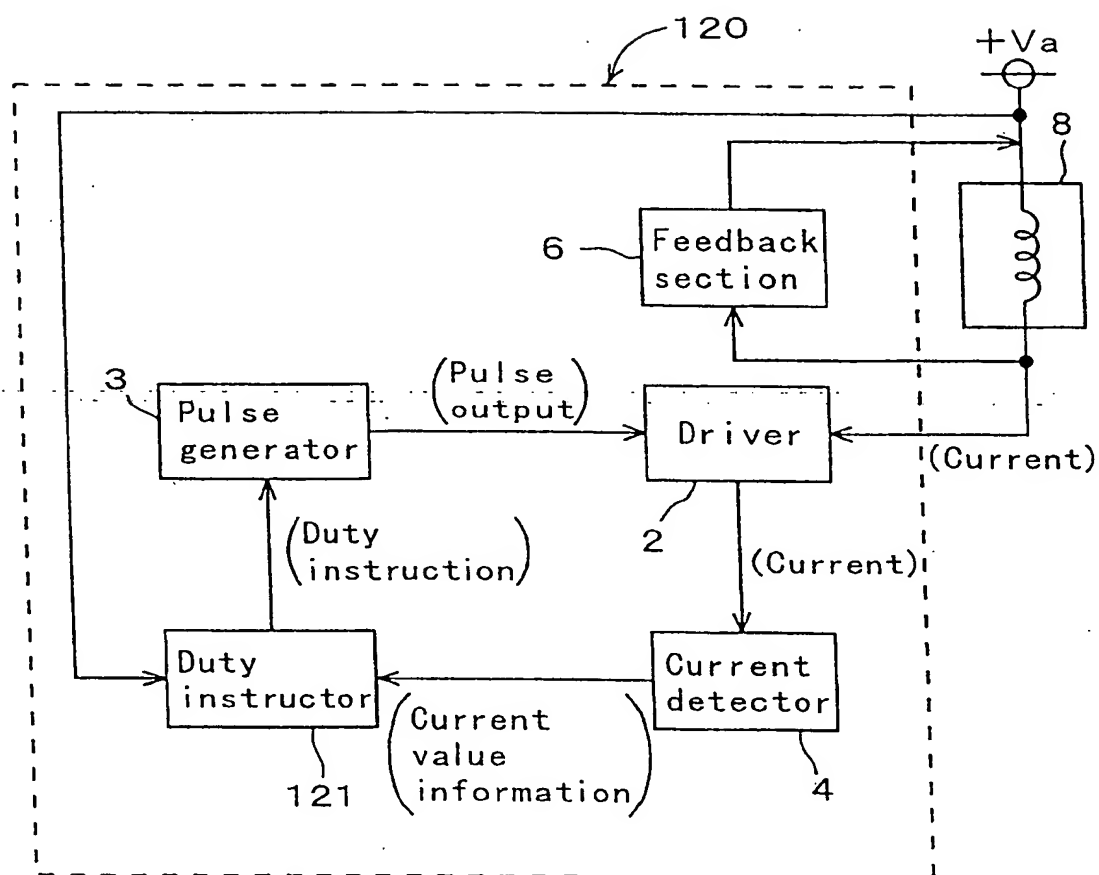 120
+Va
8
6
Feedback
section
3
(Pulse
output)
Pulse
generator
Driver
(Current)
2
(Duty
instruction)
(Current)
Duty
instructor
Current
detector
(Current
value
information)
121
4